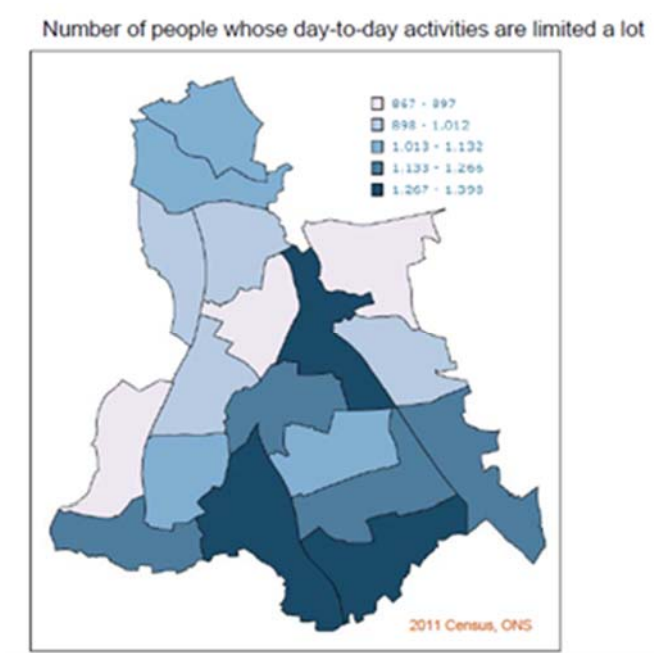 Number of people whose day-to-day activities are limited a lot
867 - 897
898 - 1.012
1.013 - 1.132
1.133 - 1.266
1.267 - 1.393
2011 Census, ONS